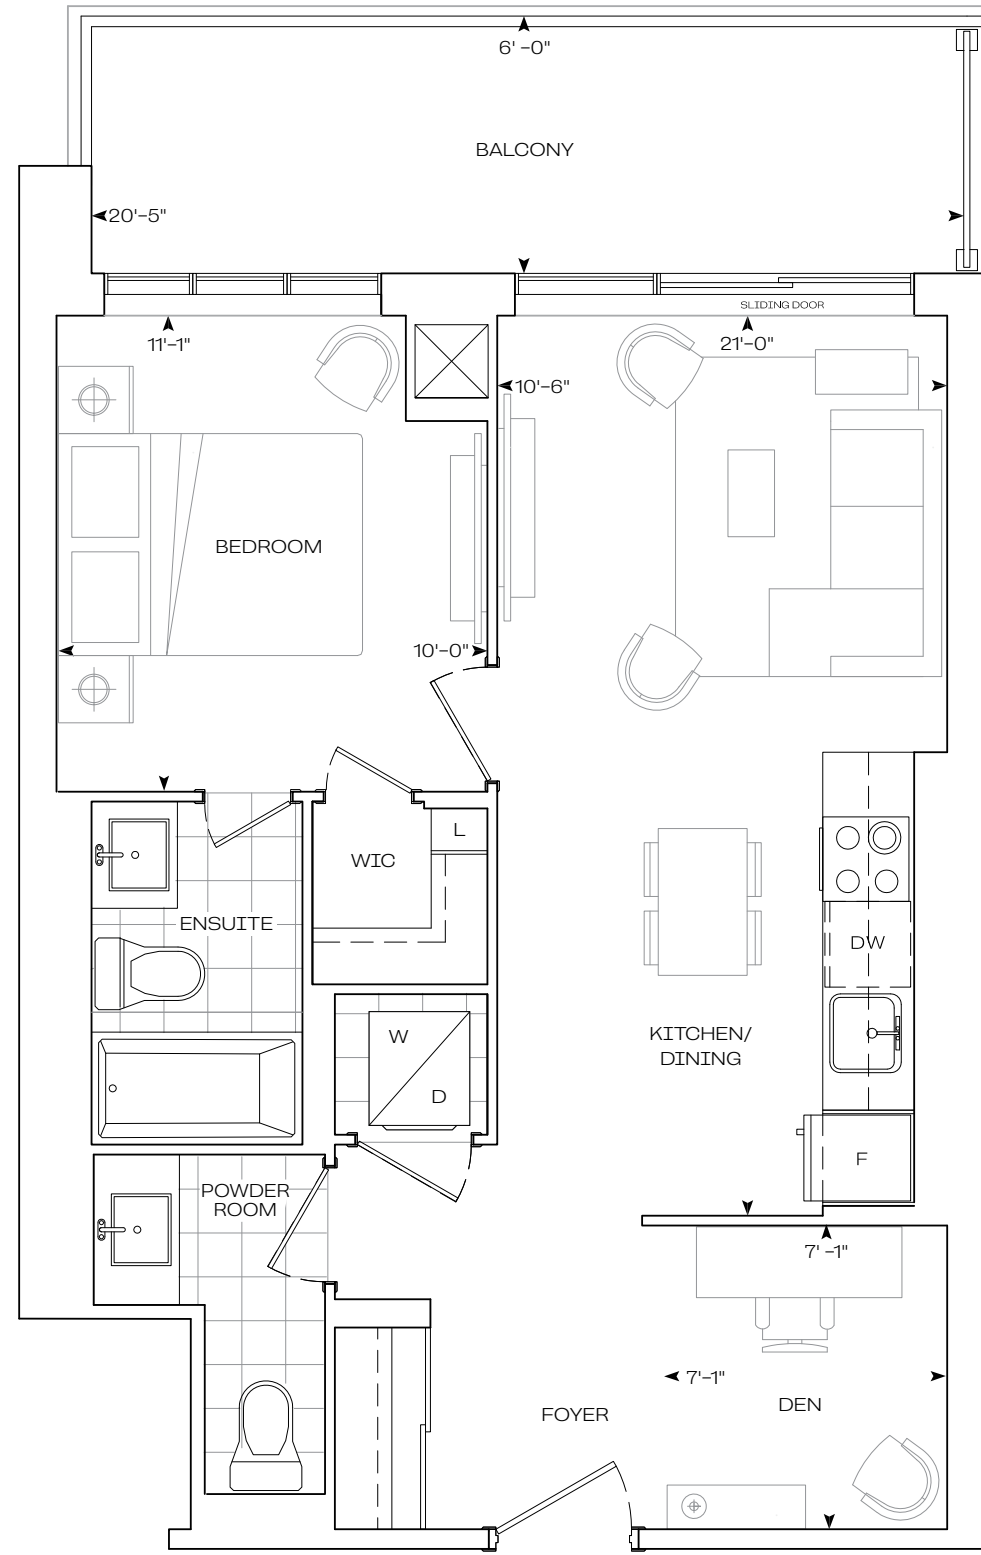 6'-0"
BALCONY
20'-5"
SLIDING DOOR
11'-1"
21'-0"
10'-6"
BEDROOM
10'-0"
L
WIC
ENSUITE
DW
W
KITCHEN/
DINING
D
F
POWDER
ROOM
7'-1"
7'-1"
DEN
FOYER